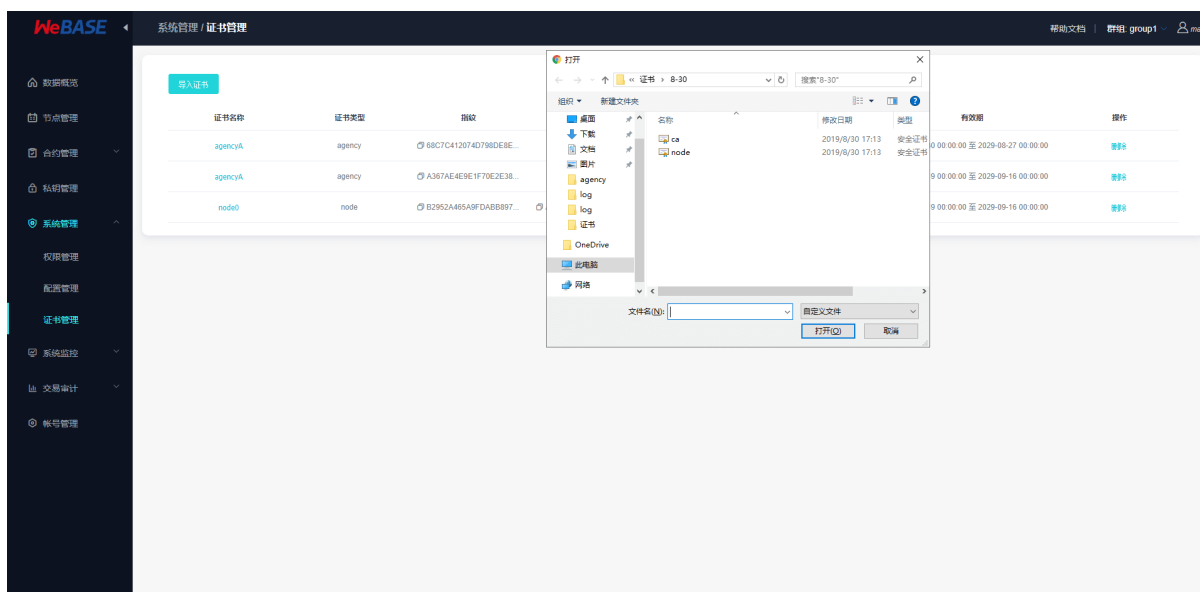 WeBASE
系统管理 / 证书管理
帮助文档 | 群组: group1
数据概览
节点管理
合约管理
私钥管理
系统管理
权限管理
配置管理
证书管理
系统监控
交易审计
帐号管理
导入证书
证书名称 证书类型 指纹 有效期 操作
agencyA agency 68C7C412074D798DE8E... 0 00:00:00 至 2029-08-27 00:00:00 删除
agencyA agency A367AE4E9E1F70E2E38... 9 00:00:00 至 2029-09-16 00:00:00 删除
node0 node B2952A465A9FDABB897... 9 00:00:00 至 2029-09-16 00:00:00 删除
打开
« 证书 › 8-30
搜索"8-30"
组织 新建文件夹
桌面
下载
文档
图片
agency
log
log
证书
OneDrive
此电脑
网络
名称 修改日期 类型
ca 2019/8/30 17:13 安全证书
node 2019/8/30 17:13 安全证书
文件名(N): 自定义文件
打开(O) 取消